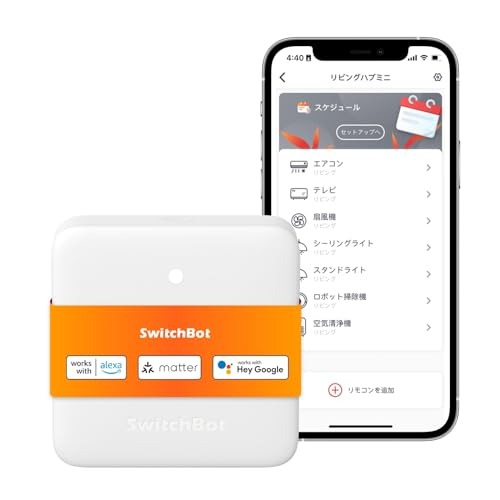 4:40
リビングハブミニ
スケジュール
セットアップへ
エアコン
リビング
テレビ
リビング
扇風機
リビング
シーリングライト
リビング
スタンドライト
リビング
ロボット掃除機
リビング
空気清浄機
リビング
リモコンを追加
SwitchBot
works with alexa
matter
works with Hey Google
SwitchBot